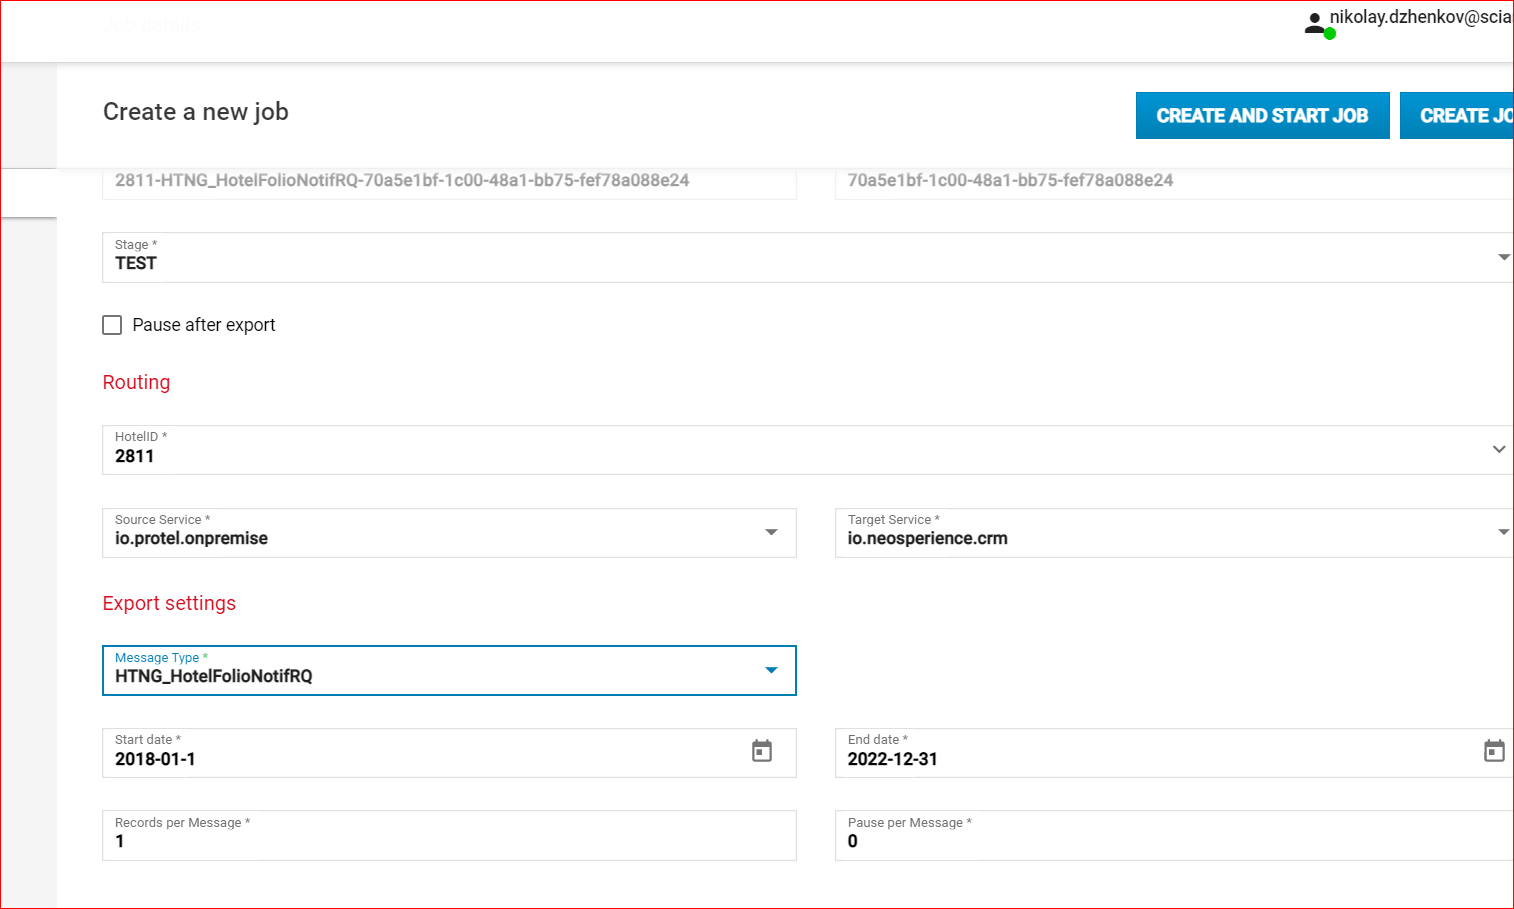 Job details
nikolay.dzhenkov@scia
Create a new job
CREATE AND START JOB
CREATE JO
2811-HTNG_HotelFolioNotifRQ-70a5e1bf-1c00-48a1-bb75-fef78a088e24
70a5e1bf-1c00-48a1-bb75-fef78a088e24
Stage *
TEST
Pause after export
Routing
HotelID *
2811
Source Service *
io.protel.onpremise
Target Service *
io.neosperience.crm
Export settings
Message Type *
HTNG_HotelFolioNotifRQ
Start date *
2018-01-1
End date *
2022-12-31
Records per Message *
1
Pause per Message *
0